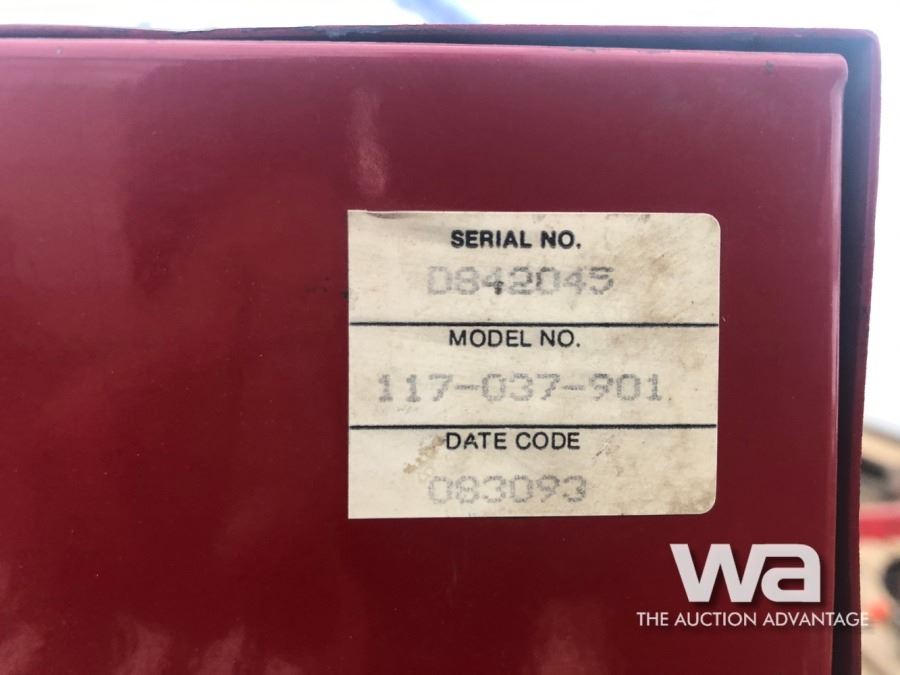 SERIAL NO.
D842045
MODEL NO.
117-037-901
DATE CODE
083093
wa
THE AUCTION ADVANTAGE